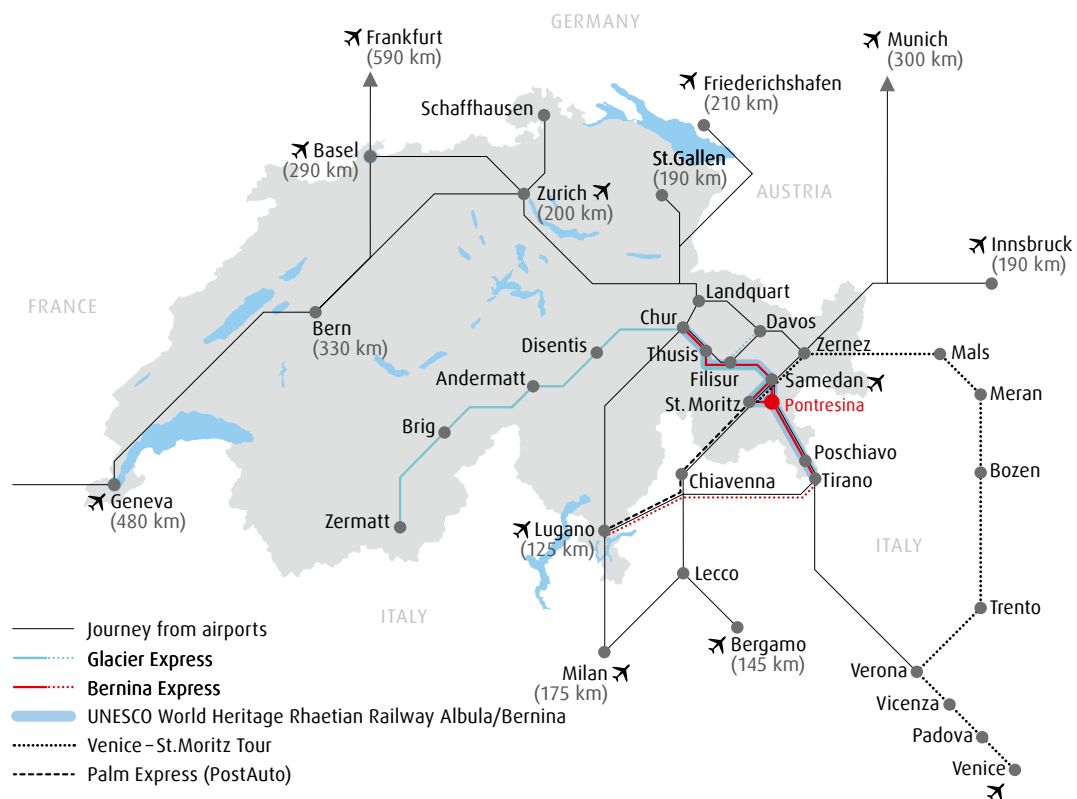 GERMANY
Frankfurt
(590 km)
Munich
(300 km)
Friederichshafen
(210 km)
Schaffhausen
Basel
(290 km)
St.Gallen
(190 km)
Zurich
(200 km)
AUSTRIA
Innsbruck
(190 km)
FRANCE
Landquart
Bern
(330 km)
Chur
Davos
Disentis
Thusis
Zernez
Mals
Andermatt
Filisur
Samedan
St. Moritz
Pontresina
Meran
Brig
Poschiavo
Bozen
Geneva
(480 km)
Chiavenna
Tirano
Zermatt
Lugano
(125 km)
ITALY
Lecco
ITALY
Trento
Journey from airports
Bergamo
(145 km)
Glacier Express
Milan
(175 km)
Verona
Bernina Express
Vicenza
UNESCO World Heritage Rhaetian Railway Albula/Bernina
Padova
Venice – St.Moritz Tour
Venice
Palm Express (PostAuto)